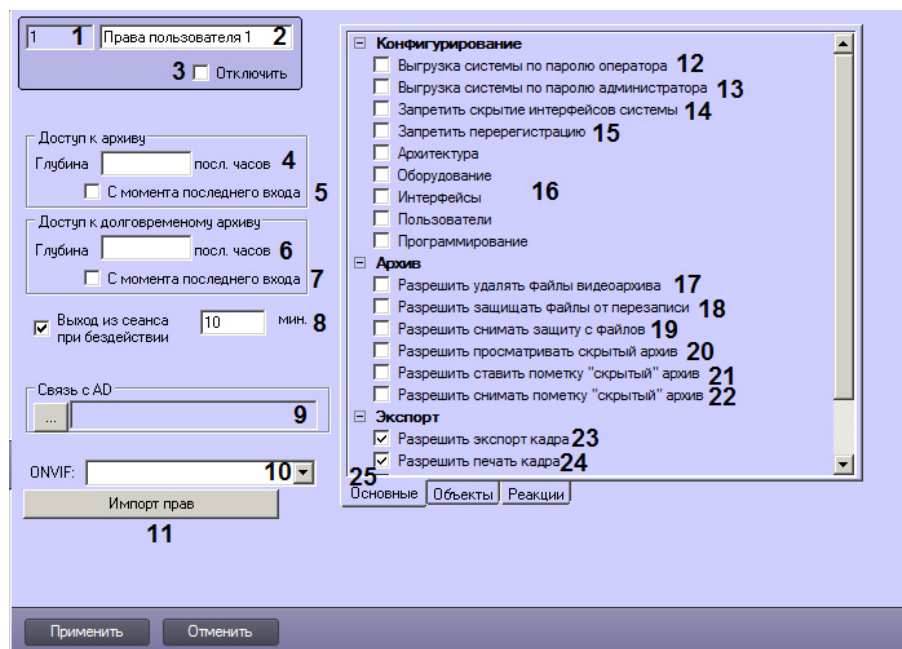 1 1 Права пользователя 1 2
3 Отключить
Доступ к архиву
Глубина посл. часов 4
С момента последнего входа 5
Доступ к долговременому архиву
Глубина посл. часов 6
С момента последнего входа 7
Выход из сеанса при бездействии 10 мин. 8
Связь с AD
... 9
ONVIF: 10
Импорт прав
11
Конфигурирование
Выгрузка системы по паролю оператора 12
Выгрузка системы по паролю администратора 13
Запретить скрытие интерфейсов системы 14
Запретить перерегистрацию 15
Архитектура
Оборудование
Интерфейсы 16
Пользователи
Программирование
Архив
Разрешить удалять файлы видеоархива 17
Разрешить защищать файлы от перезаписи 18
Разрешить снимать защиту с файлов 19
Разрешить просматривать скрытый архив 20
Разрешить ставить пометку "скрытый" архив 21
Разрешить снимать пометку "скрытый" архив 22
Экспорт
Разрешить экспорт кадра 23
Разрешить печать кадра 24
25
Основные Объекты Реакции
Применить Отменить